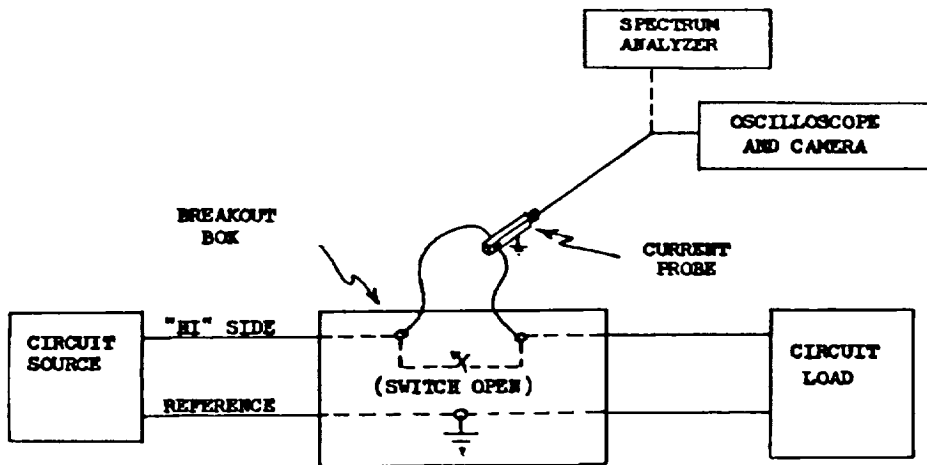 SPECTRUM
ANALYZER
OSCILLOSCOPE
AND CAMERA
BREAKOUT
BOX
CURRENT
PROBE
"HI" SIDE
CIRCUIT
SOURCE
(SWITCH OPEN)
CIRCUIT
LOAD
REFERENCE